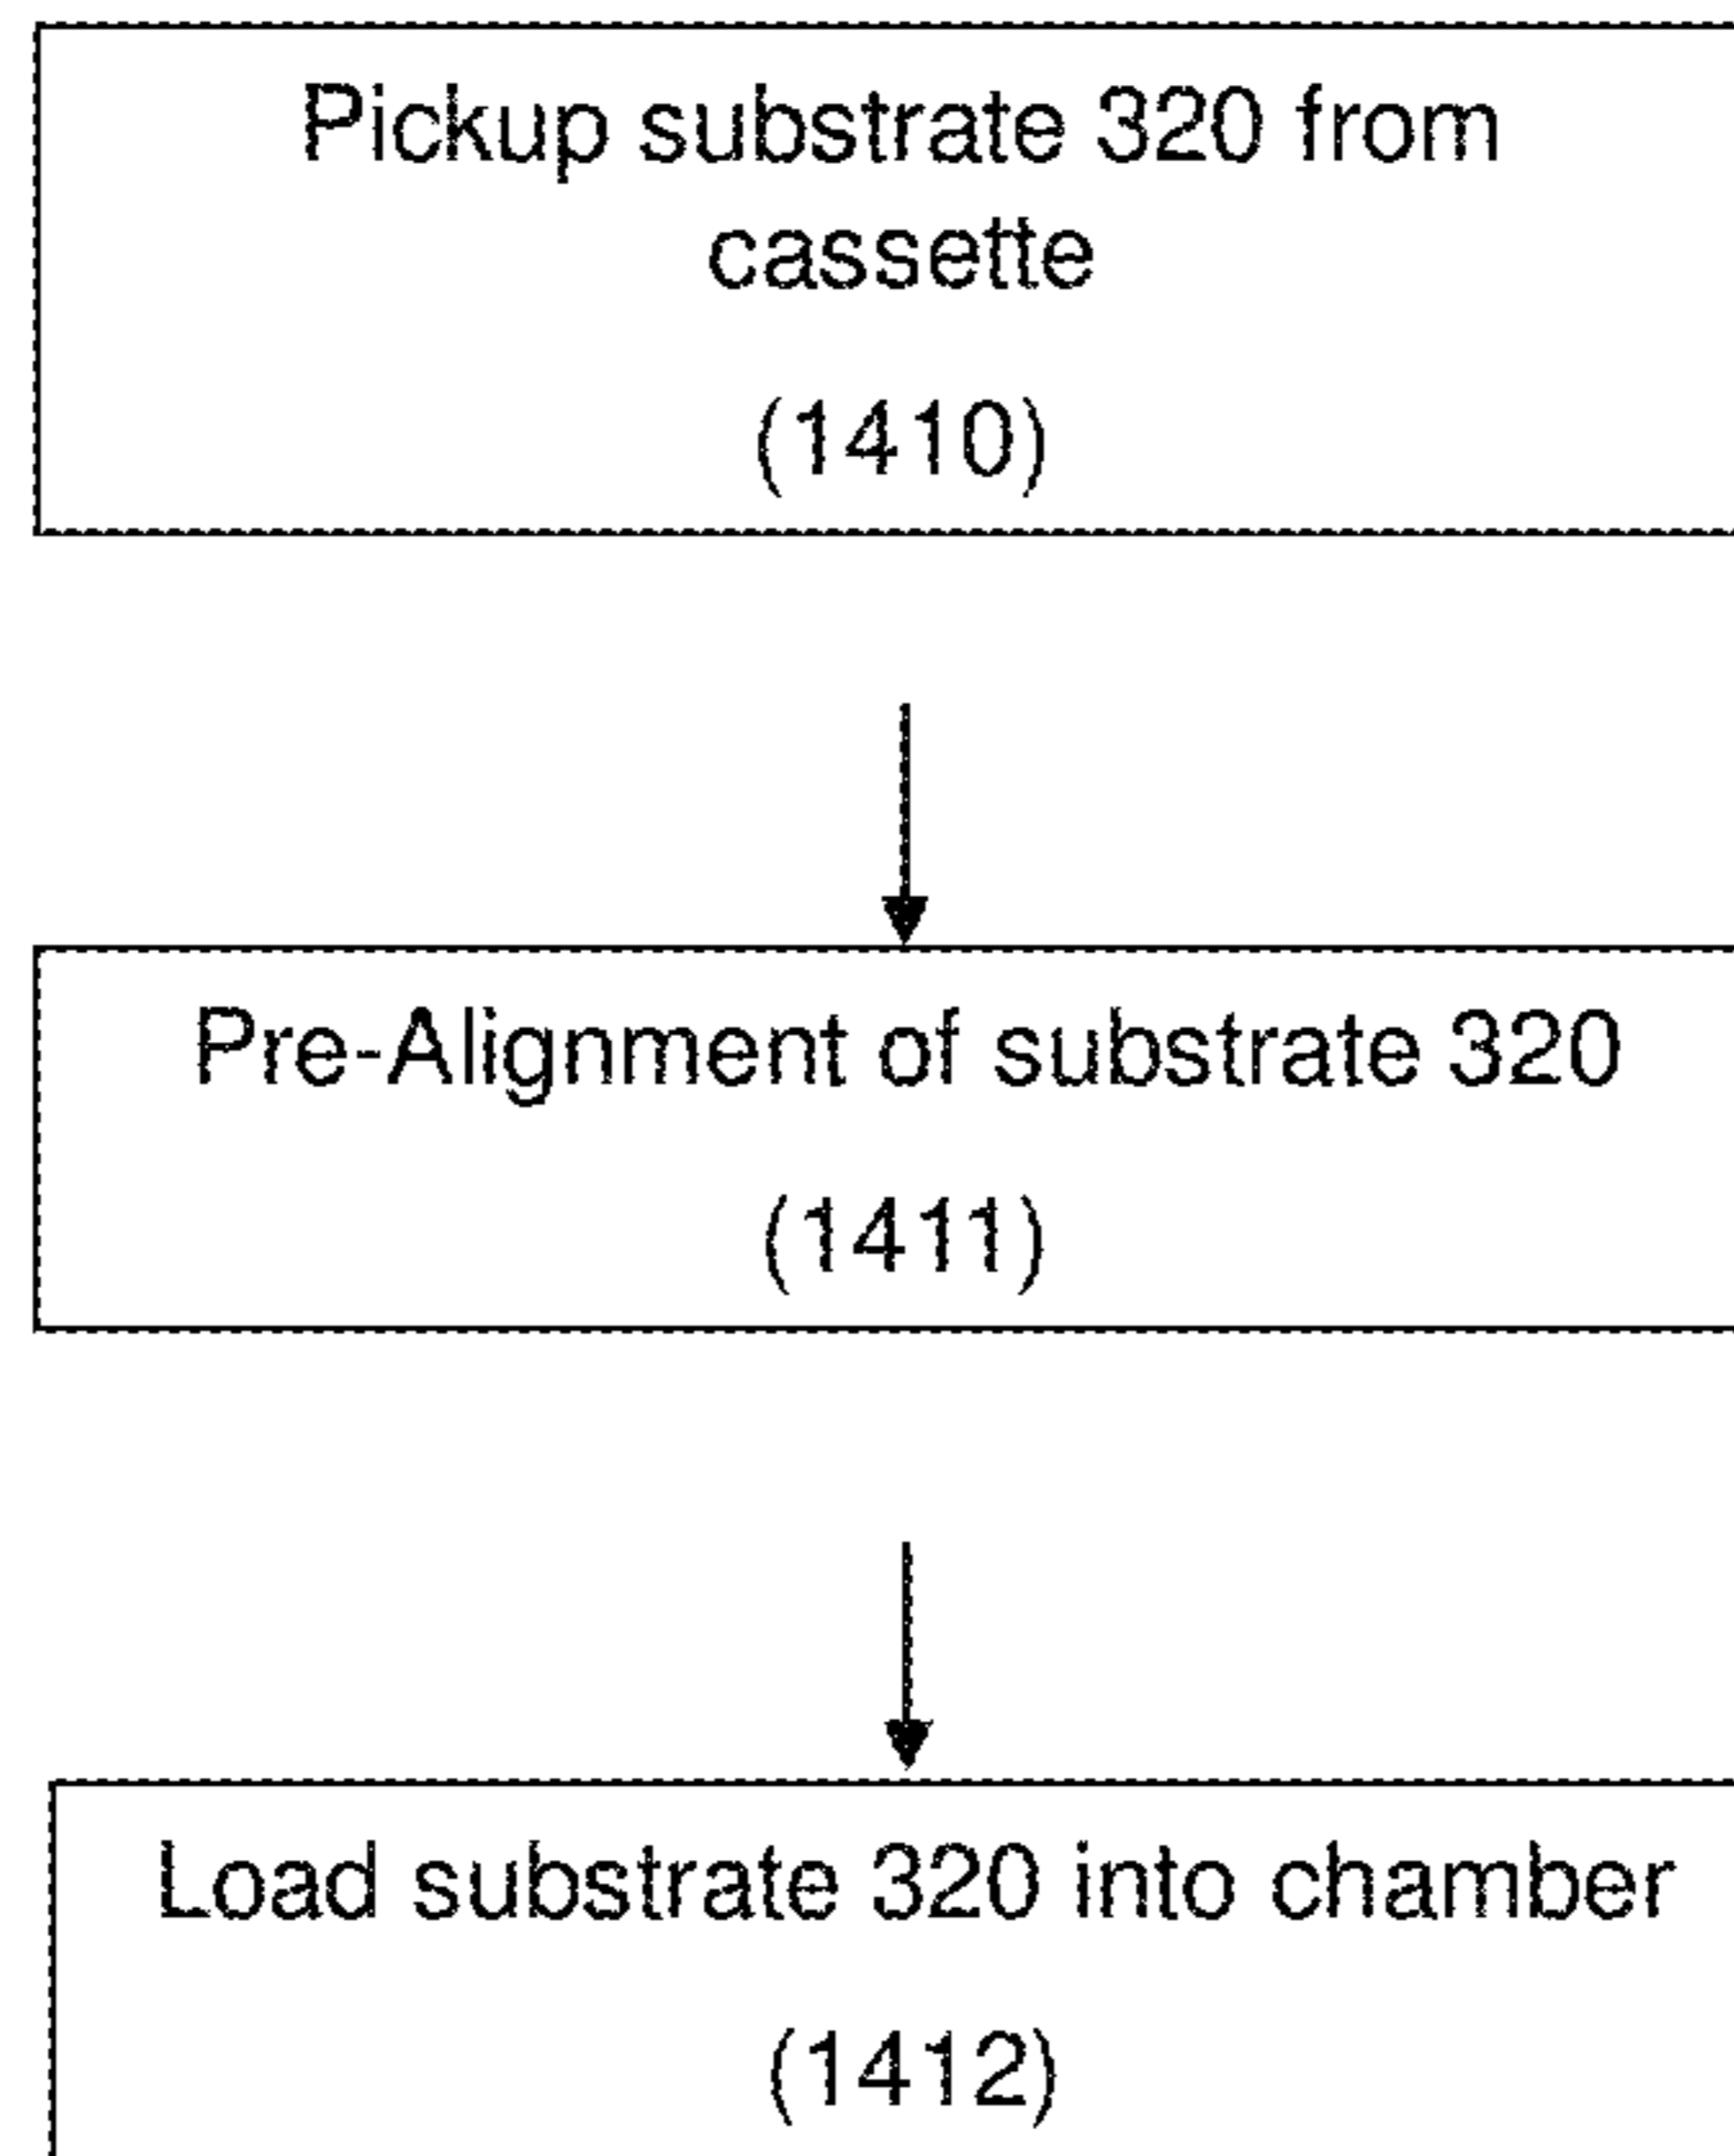 Pickup substrate 320 from
cassette
(1410)
Pre-Alignment of substrate 320
(1411)
Load substrate 320 into chamber
(1412)